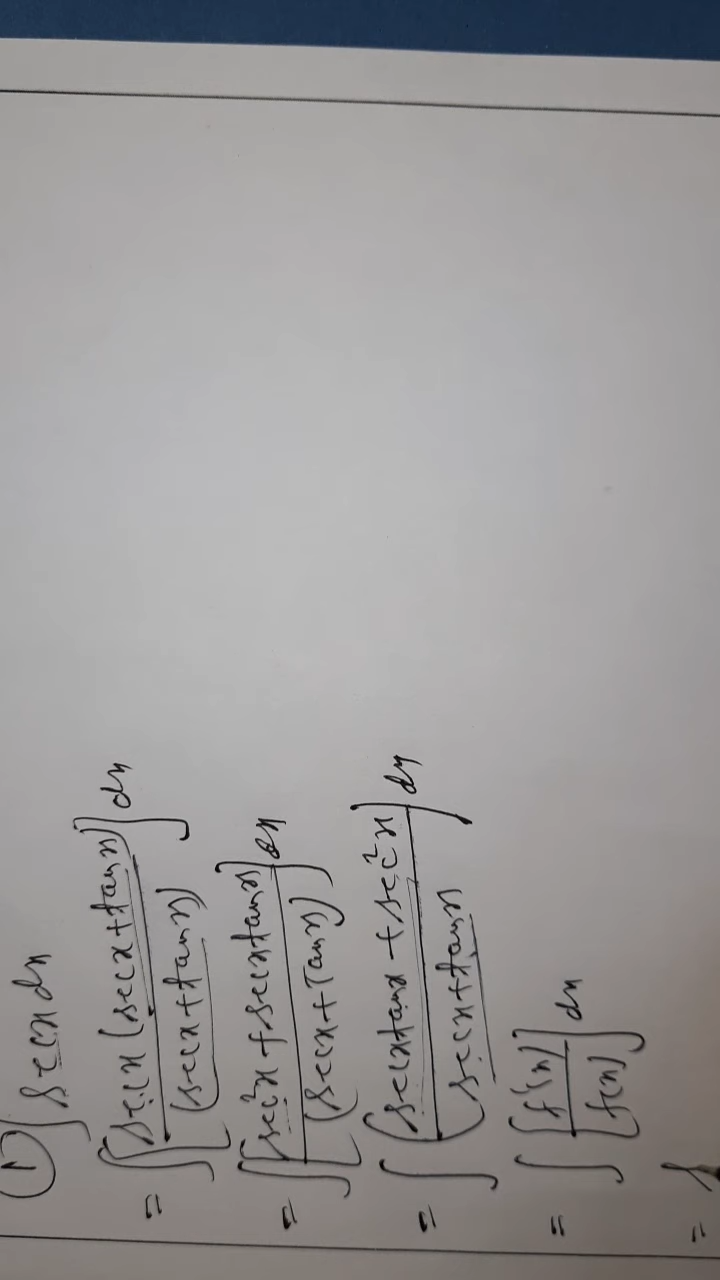 ① ∫ secx dx
= ∫ [secx (secx + tanx) / (secx + tanx)] dx
= ∫ [sec²x + secxtanx / (secx + Tanx)] dx
= ∫ (secxtanx + sec²x / secx + tanx) dx
= ∫ [f'(x) / f(x)] dx
=